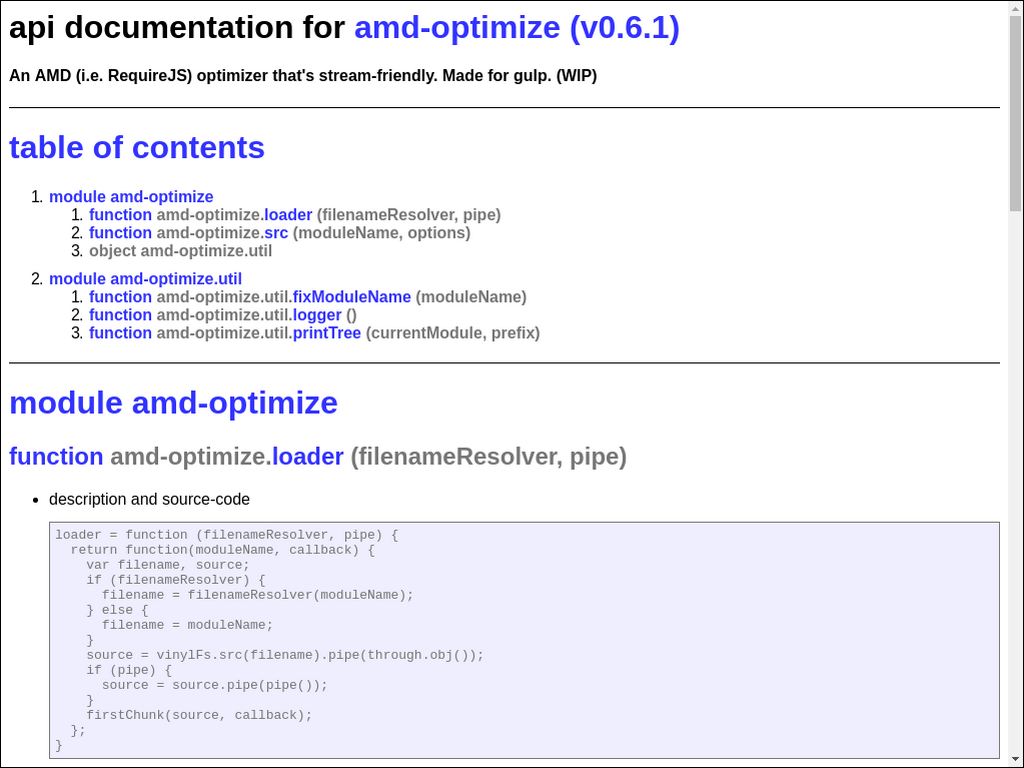 api documentation for amd-optimize (v0.6.1)
An AMD (i.e. RequireJS) optimizer that's stream-friendly. Made for gulp. (WIP)
table of contents
1. module amd-optimize
1. function amd-optimize.loader (filenameResolver, pipe)
2. function amd-optimize.src (moduleName, options)
3. object amd-optimize.util
2. module amd-optimize.util
1. function amd-optimize.util.fixModuleName (moduleName)
2. function amd-optimize.util.logger ()
3. function amd-optimize.util.printTree (currentModule, prefix)
module amd-optimize
function amd-optimize.loader (filenameResolver, pipe)
• description and source-code
loader = function (filenameResolver, pipe) {
  return function(moduleName, callback) {
    var filename, source;
    if (filenameResolver) {
      filename = filenameResolver(moduleName);
    } else {
      filename = moduleName;
    }
    source = vinylFs.src(filename).pipe(through.obj());
    if (pipe) {
      source = source.pipe(pipe());
    }
    firstChunk(source, callback);
  };
}